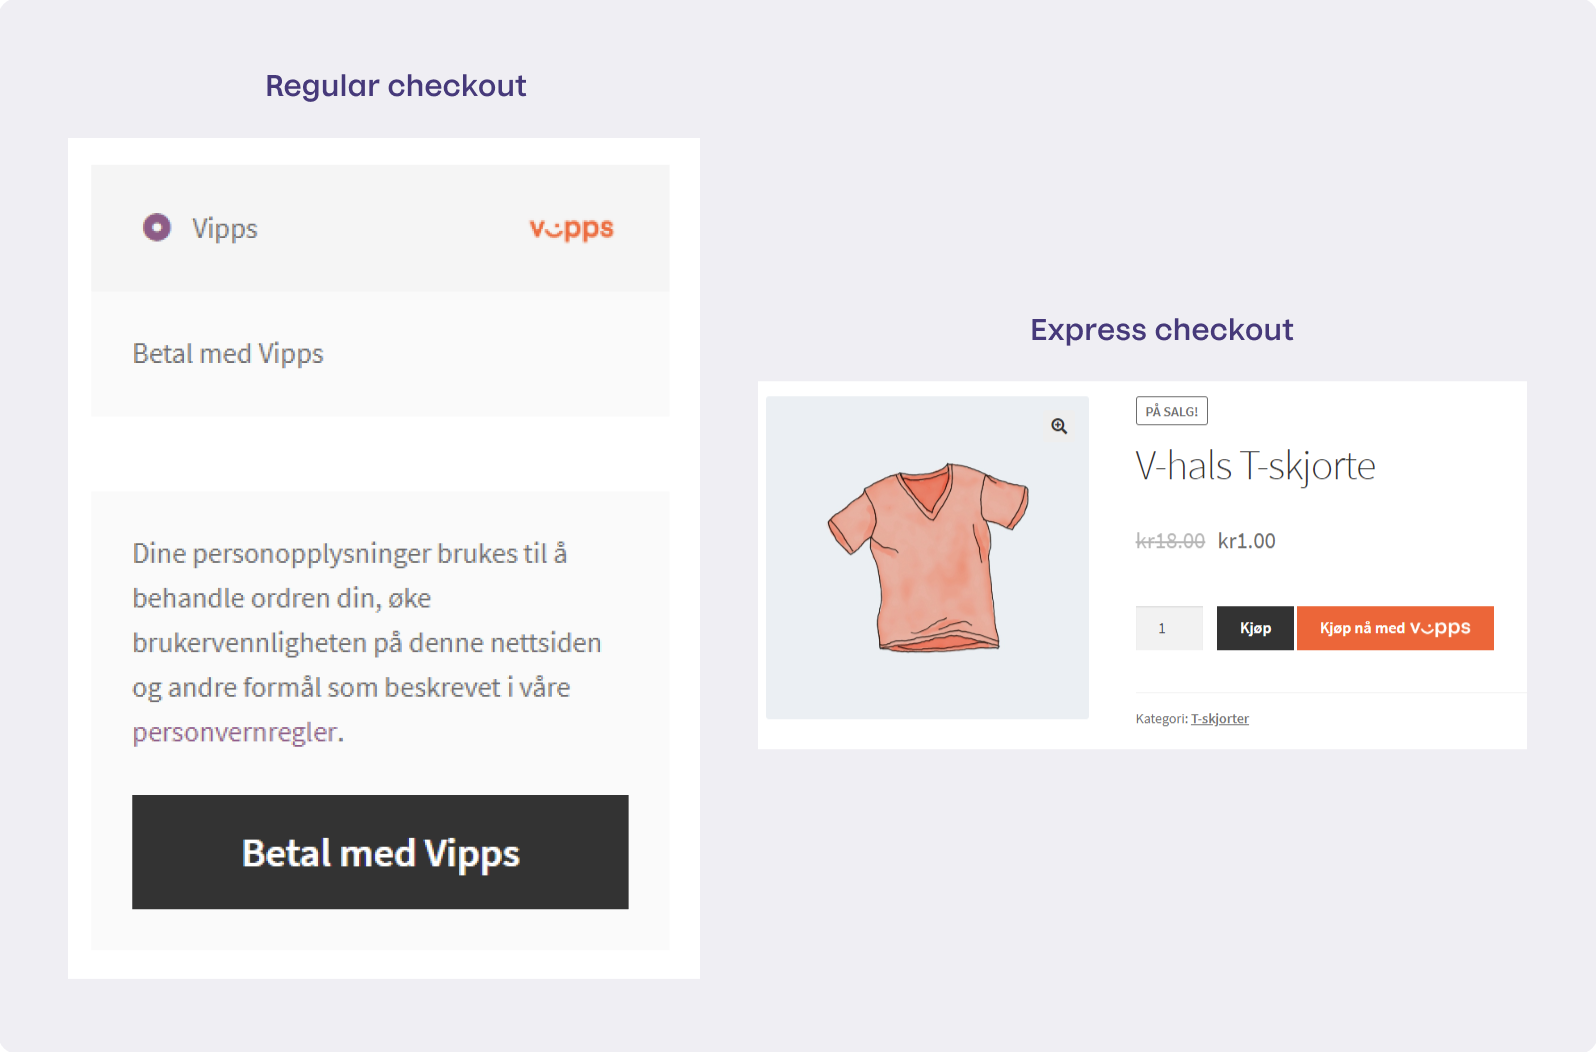 Regular checkout
Vipps
vipps
Betal med Vipps
Dine personopplysninger brukes til å
behandle ordren din, øke
brukervennligheten på denne nettsiden
og andre formål som beskrevet i våre
personvernregler.
Betal med Vipps
Express checkout
PÅ SALG!
V-hals T-skjorte
kr18.00 kr1.00
1
Kjøp
Kjøp nå med vipps
Kategori: T-skjorter